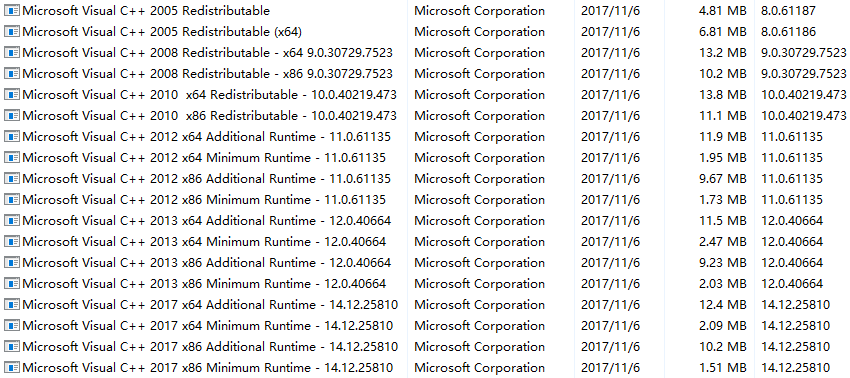 Microsoft Visual C++ 2005 Redistributable Microsoft Corporation 2017/11/6 4.81 MB 8.0.61187
Microsoft Visual C++ 2005 Redistributable (x64) Microsoft Corporation 2017/11/6 6.81 MB 8.0.61186
Microsoft Visual C++ 2008 Redistributable - x64 9.0.30729.7523 Microsoft Corporation 2017/11/6 13.2 MB 9.0.30729.7523
Microsoft Visual C++ 2008 Redistributable - x86 9.0.30729.7523 Microsoft Corporation 2017/11/6 10.2 MB 9.0.30729.7523
Microsoft Visual C++ 2010  x64 Redistributable - 10.0.40219.473 Microsoft Corporation 2017/11/6 13.8 MB 10.0.40219.473
Microsoft Visual C++ 2010  x86 Redistributable - 10.0.40219.473 Microsoft Corporation 2017/11/6 11.1 MB 10.0.40219.473
Microsoft Visual C++ 2012 x64 Additional Runtime - 11.0.61135 Microsoft Corporation 2017/11/6 11.9 MB 11.0.61135
Microsoft Visual C++ 2012 x64 Minimum Runtime - 11.0.61135 Microsoft Corporation 2017/11/6 1.95 MB 11.0.61135
Microsoft Visual C++ 2012 x86 Additional Runtime - 11.0.61135 Microsoft Corporation 2017/11/6 9.67 MB 11.0.61135
Microsoft Visual C++ 2012 x86 Minimum Runtime - 11.0.61135 Microsoft Corporation 2017/11/6 1.73 MB 11.0.61135
Microsoft Visual C++ 2013 x64 Additional Runtime - 12.0.40664 Microsoft Corporation 2017/11/6 11.5 MB 12.0.40664
Microsoft Visual C++ 2013 x64 Minimum Runtime - 12.0.40664 Microsoft Corporation 2017/11/6 2.47 MB 12.0.40664
Microsoft Visual C++ 2013 x86 Additional Runtime - 12.0.40664 Microsoft Corporation 2017/11/6 9.23 MB 12.0.40664
Microsoft Visual C++ 2013 x86 Minimum Runtime - 12.0.40664 Microsoft Corporation 2017/11/6 2.03 MB 12.0.40664
Microsoft Visual C++ 2017 x64 Additional Runtime - 14.12.25810 Microsoft Corporation 2017/11/6 12.4 MB 14.12.25810
Microsoft Visual C++ 2017 x64 Minimum Runtime - 14.12.25810 Microsoft Corporation 2017/11/6 2.09 MB 14.12.25810
Microsoft Visual C++ 2017 x86 Additional Runtime - 14.12.25810 Microsoft Corporation 2017/11/6 10.2 MB 14.12.25810
Microsoft Visual C++ 2017 x86 Minimum Runtime - 14.12.25810 Microsoft Corporation 2017/11/6 1.51 MB 14.12.25810